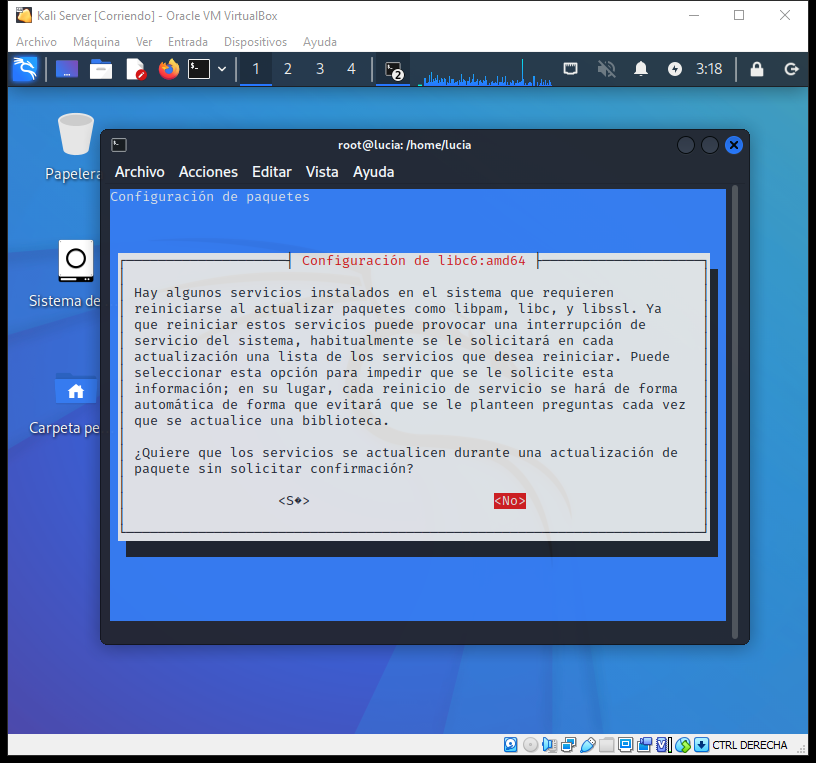 Kali Server [Corriendo] - Oracle VM VirtualBox
Archivo Máquina Ver Entrada Dispositivos Ayuda
1 2 3 4 2 3:18
Papelera
Sistema de
Carpeta pe
root@lucia: /home/lucia
Archivo Acciones Editar Vista Ayuda
Configuración de paquetes
Configuración de libc6:amd64
Hay algunos servicios instalados en el sistema que requieren
reiniciarse al actualizar paquetes como libpam, libc, y libssl. Ya
que reiniciar estos servicios puede provocar una interrupción de
servicio del sistema, habitualmente se le solicitará en cada
actualización una lista de los servicios que desea reiniciar. Puede
seleccionar esta opción para impedir que se le solicite esta
información; en su lugar, cada reinicio de servicio se hará de forma
automática de forma que evitará que se le planteen preguntas cada vez
que se actualice una biblioteca.
¿Quiere que los servicios se actualicen durante una actualización de
paquete sin solicitar confirmación?
<S�> <No>
CTRL DERECHA